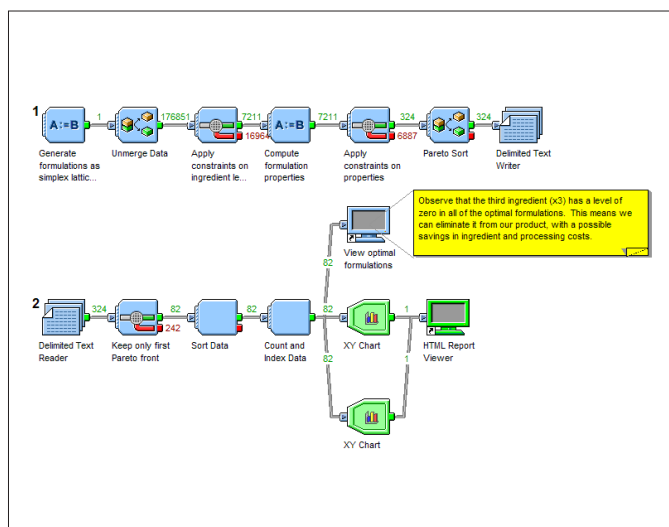 1
A:=B
1
176851
7211
16964
A:=B
7211
324
6887
324
Generate
formulations as
simplex lattic...
Unmerge Data
Apply
constraints on
ingredient le...
Compute
formulation
properties
Apply
constraints on
properties
Pareto Sort
Delimited Text
Writer
Observe that the third ingredient (x3) has a level of
zero in all of the optimal formulations. This means we
can eliminate it from our product, with a possible
savings in ingredient and processing costs.
View optimal
formulations
82
2
324
82
242
82
82
1
Delimited Text
Reader
Keep only first
Pareto front
Sort Data
Count and
Index Data
XY Chart
HTML Report
Viewer
82
1
XY Chart